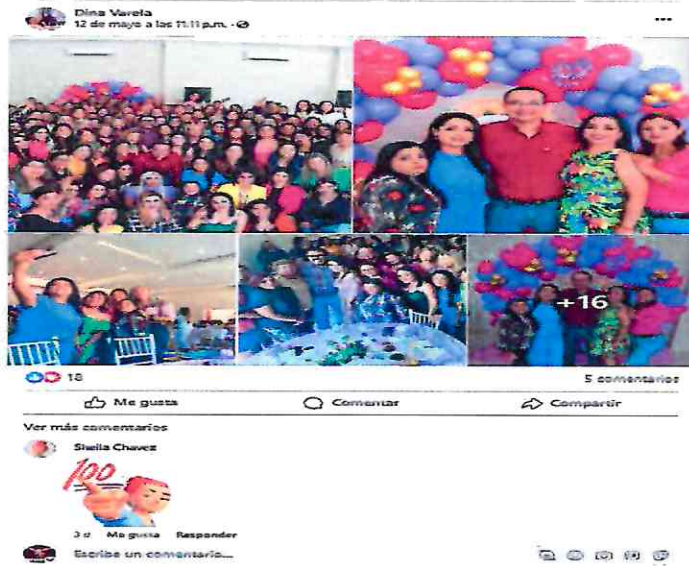 Dina Varela
12 de mayo a las 11:11 p.m. ·
+16
18
5 comentarios
Me gusta
Comentar
Compartir
Ver más comentarios
Sheila Chavez
100
3 d Me gusta Responder
Escribe un comentario...